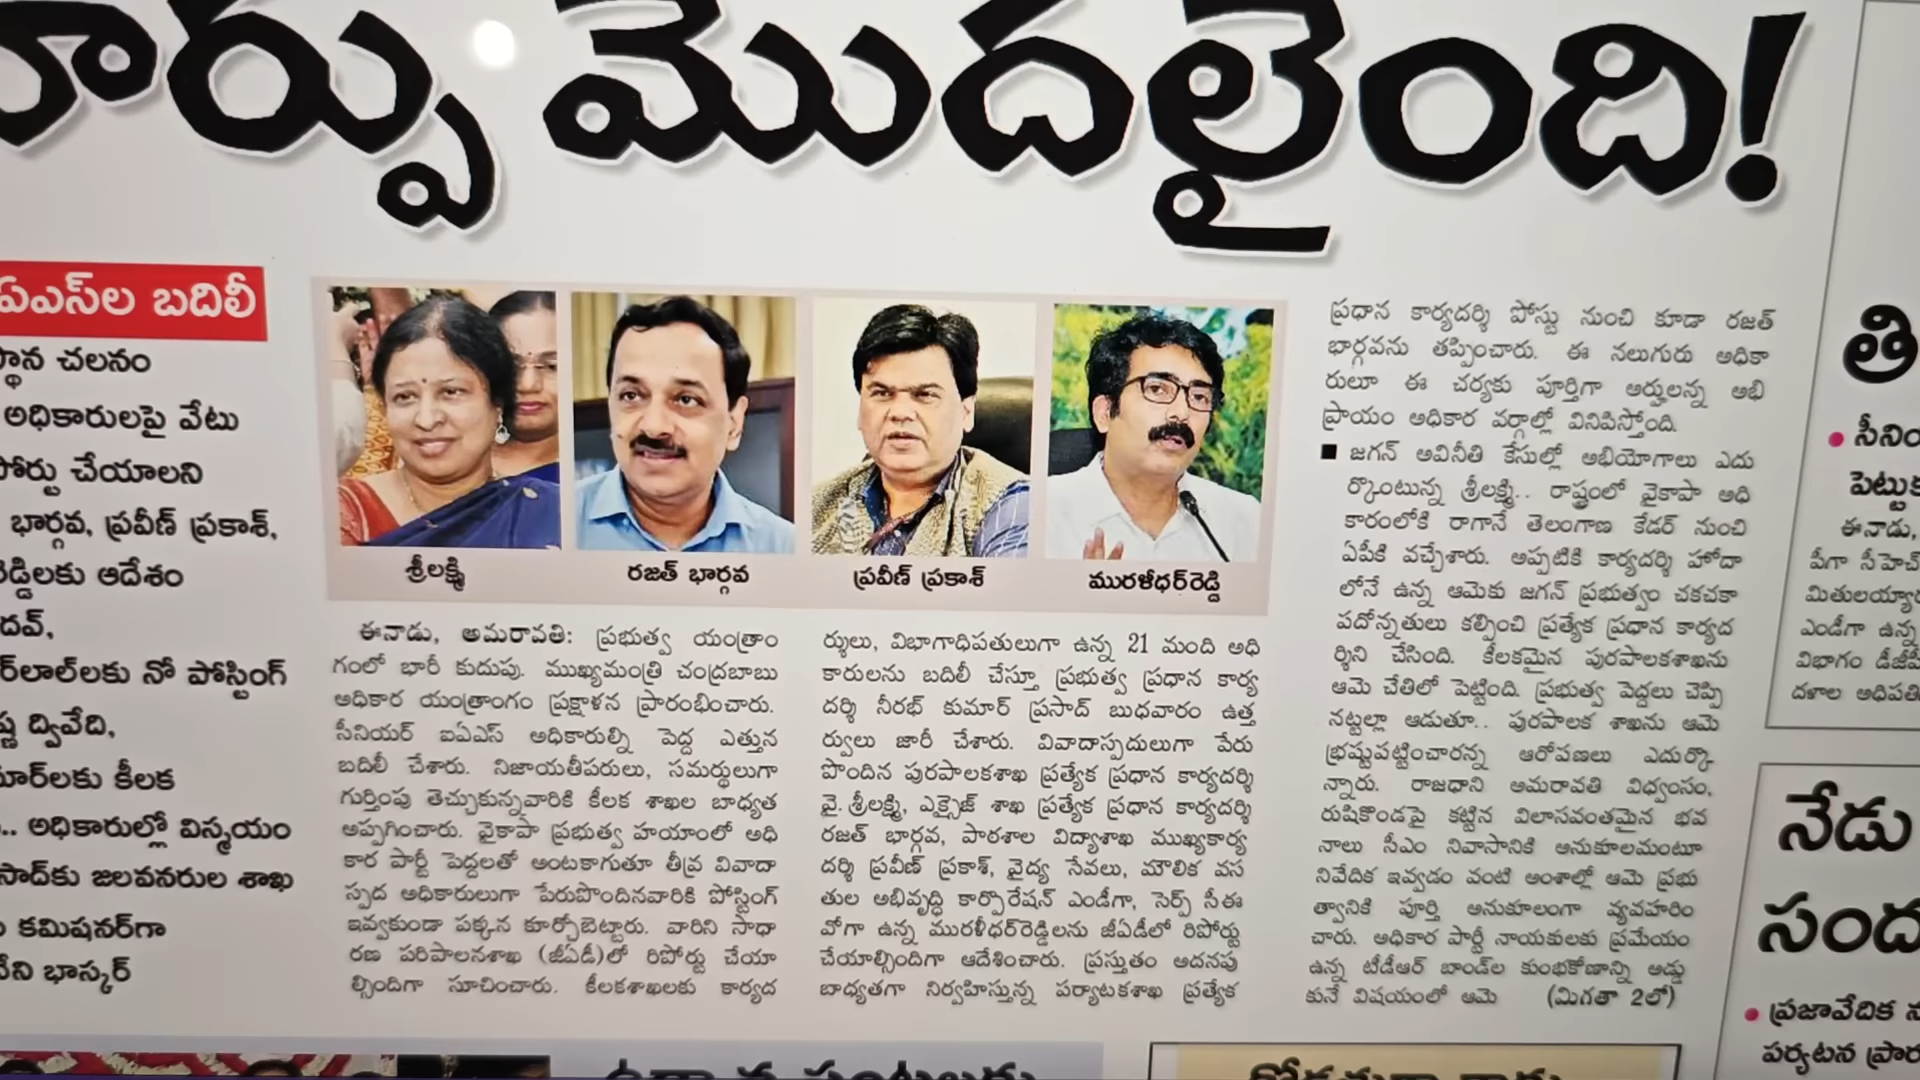 మార్పు మొదలైంది!
ఏఎస్‌ల బదిలీ
స్థాన చలనం
అధికారులపై వేటు
పోర్టు చేయాలని
భార్గవ, ప్రవీణ్ ప్రకాశ్,
రెడ్డిలకు ఆదేశం
దవ్,
ర్‌లాల్‌లకు నో పోస్టింగ్
ష్ణ ద్వివేది,
మార్‌లకు కీలక
.. అధికారుల్లో విస్మయం
సాద్‌కు జలవనరుల శాఖ
కమిషనర్‌గా
నేని భాస్కర్
శ్రీలక్ష్మి
రజత్ భార్గవ
ప్రవీణ్ ప్రకాశ్
మురళీధర్‌రెడ్డి
ఈనాడు, అమరావతి: ప్రభుత్వ యంత్రాం
గంలో భారీ కుదుపు. ముఖ్యమంత్రి చంద్రబాబు
అధికార యంత్రాంగం ప్రక్షాళన ప్రారంభించారు.
సీనియర్ ఐఏఎస్ అధికారుల్ని పెద్ద ఎత్తున
బదిలీ చేశారు. నిజాయతీపరులు, సమర్థులుగా
గుర్తింపు తెచ్చుకున్నవారికి కీలక శాఖల బాధ్యత
అప్పగించారు. వైకాపా ప్రభుత్వ హయాంలో అధి
కార పార్టీ పెద్దలతో అంటకాగుతూ తీవ్ర వివాదా
స్పద అధికారులుగా పేరుపొందినవారికి పోస్టింగ్
ఇవ్వకుండా పక్కన కూర్చోబెట్టారు. వారిని సాధా
రణ పరిపాలనశాఖ (జీఏడీ)లో రిపోర్టు చేయా
ల్సిందిగా సూచించారు. కీలకశాఖలకు కార్యద
ర్శులు, విభాగాధిపతులుగా ఉన్న 21 మంది అధి
కారులను బదిలీ చేస్తూ ప్రభుత్వ ప్రధాన కార్య
దర్శి నీరభ్ కుమార్ ప్రసాద్ బుధవారం ఉత్త
ర్వులు జారీ చేశారు. వివాదాస్పదులుగా పేరు
పొందిన పురపాలకశాఖ ప్రత్యేక ప్రధాన కార్యదర్శి
వై. శ్రీలక్ష్మి, ఎక్సైజ్ శాఖ ప్రత్యేక ప్రధాన కార్యదర్శి
రజత్ భార్గవ, పాఠశాల విద్యాశాఖ ముఖ్యకార్య
దర్శి ప్రవీణ్ ప్రకాశ్, వైద్య సేవలు, మౌలిక వస
తుల అభివృద్ధి కార్పొరేషన్ ఎండీగా, సెర్ప్ సీఈ
వోగా ఉన్న మురళీధర్‌రెడ్డిలను జీఏడీలో రిపోర్టు
చేయాల్సిందిగా ఆదేశించారు. ప్రస్తుతం అదనపు
బాధ్యతగా నిర్వహిస్తున్న పర్యాటకశాఖ ప్రత్యేక
ప్రధాన కార్యదర్శి పోస్టు నుంచి కూడా రజత్
భార్గవను తప్పించారు. ఈ నలుగురు అధికా
రులూ ఈ చర్యకు పూర్తిగా అర్హులన్న అభి
ప్రాయం అధికార వర్గాల్లో వినిపిస్తోంది.
■ జగన్ అవినీతి కేసుల్లో అభియోగాలు ఎదు
ర్కొంటున్న శ్రీలక్ష్మి.. రాష్ట్రంలో వైకాపా అధి
కారంలోకి రాగానే తెలంగాణ కేడర్ నుంచి
ఏపీకి వచ్చేశారు. అప్పటికి కార్యదర్శి హోదా
లోనే ఉన్న ఆమెకు జగన్ ప్రభుత్వం చకచకా
పదోన్నతులు కల్పించి ప్రత్యేక ప్రధాన కార్యద
ర్శిని చేసింది. కీలకమైన పురపాలకశాఖను
ఆమె చేతిలో పెట్టింది. ప్రభుత్వ పెద్దలు చెప్పి
నట్టల్లా ఆడుతూ.. పురపాలక శాఖను ఆమె
భ్రష్టుపట్టించారన్న ఆరోపణలు ఎదుర్కొ
న్నారు. రాజధాని అమరావతి విధ్వంసం,
రుషికొండపై కట్టిన విలాసవంతమైన భవ
నాలు సీఎం నివాసానికి అనుకూలమంటూ
నివేదిక ఇవ్వడం వంటి అంశాల్లో ఆమె ప్రభు
త్వానికి పూర్తి అనుకూలంగా వ్యవహరిం
చారు. అధికార పార్టీ నాయకులకు ప్రమేయం
ఉన్న టీడీఆర్ బాండ్‌ల కుంభకోణాన్ని అడ్డు
కునే విషయంలో ఆమె (మిగతా 2లో)
తి
• సీనిం
పెట్టుక
ఈనాడు,
పీగా సీహెచ్
మితులయ్యా
ఎండీగా ఉన్న
విభాగం డీజీపీ
దళాల అధిపతి
నేడు
సంద
• ప్రజావేదిక
పర్యటన ప్రార